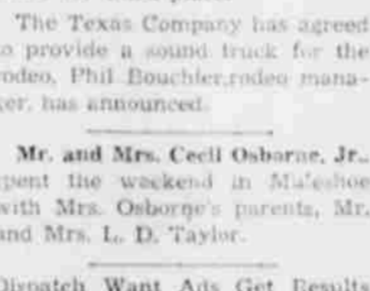 The Texas Company has agreed
to provide a sound truck for the
rodeo, Phil Bouchier, rodeo mana-
ger, has announced.
Mr. and Mrs. Cecil Osborne, Jr.,
spent the weekend in Muleshoe
with Mrs. Osborne's parents, Mr.
and Mrs. L. D. Taylor.
Dispatch Want Ads Get Results